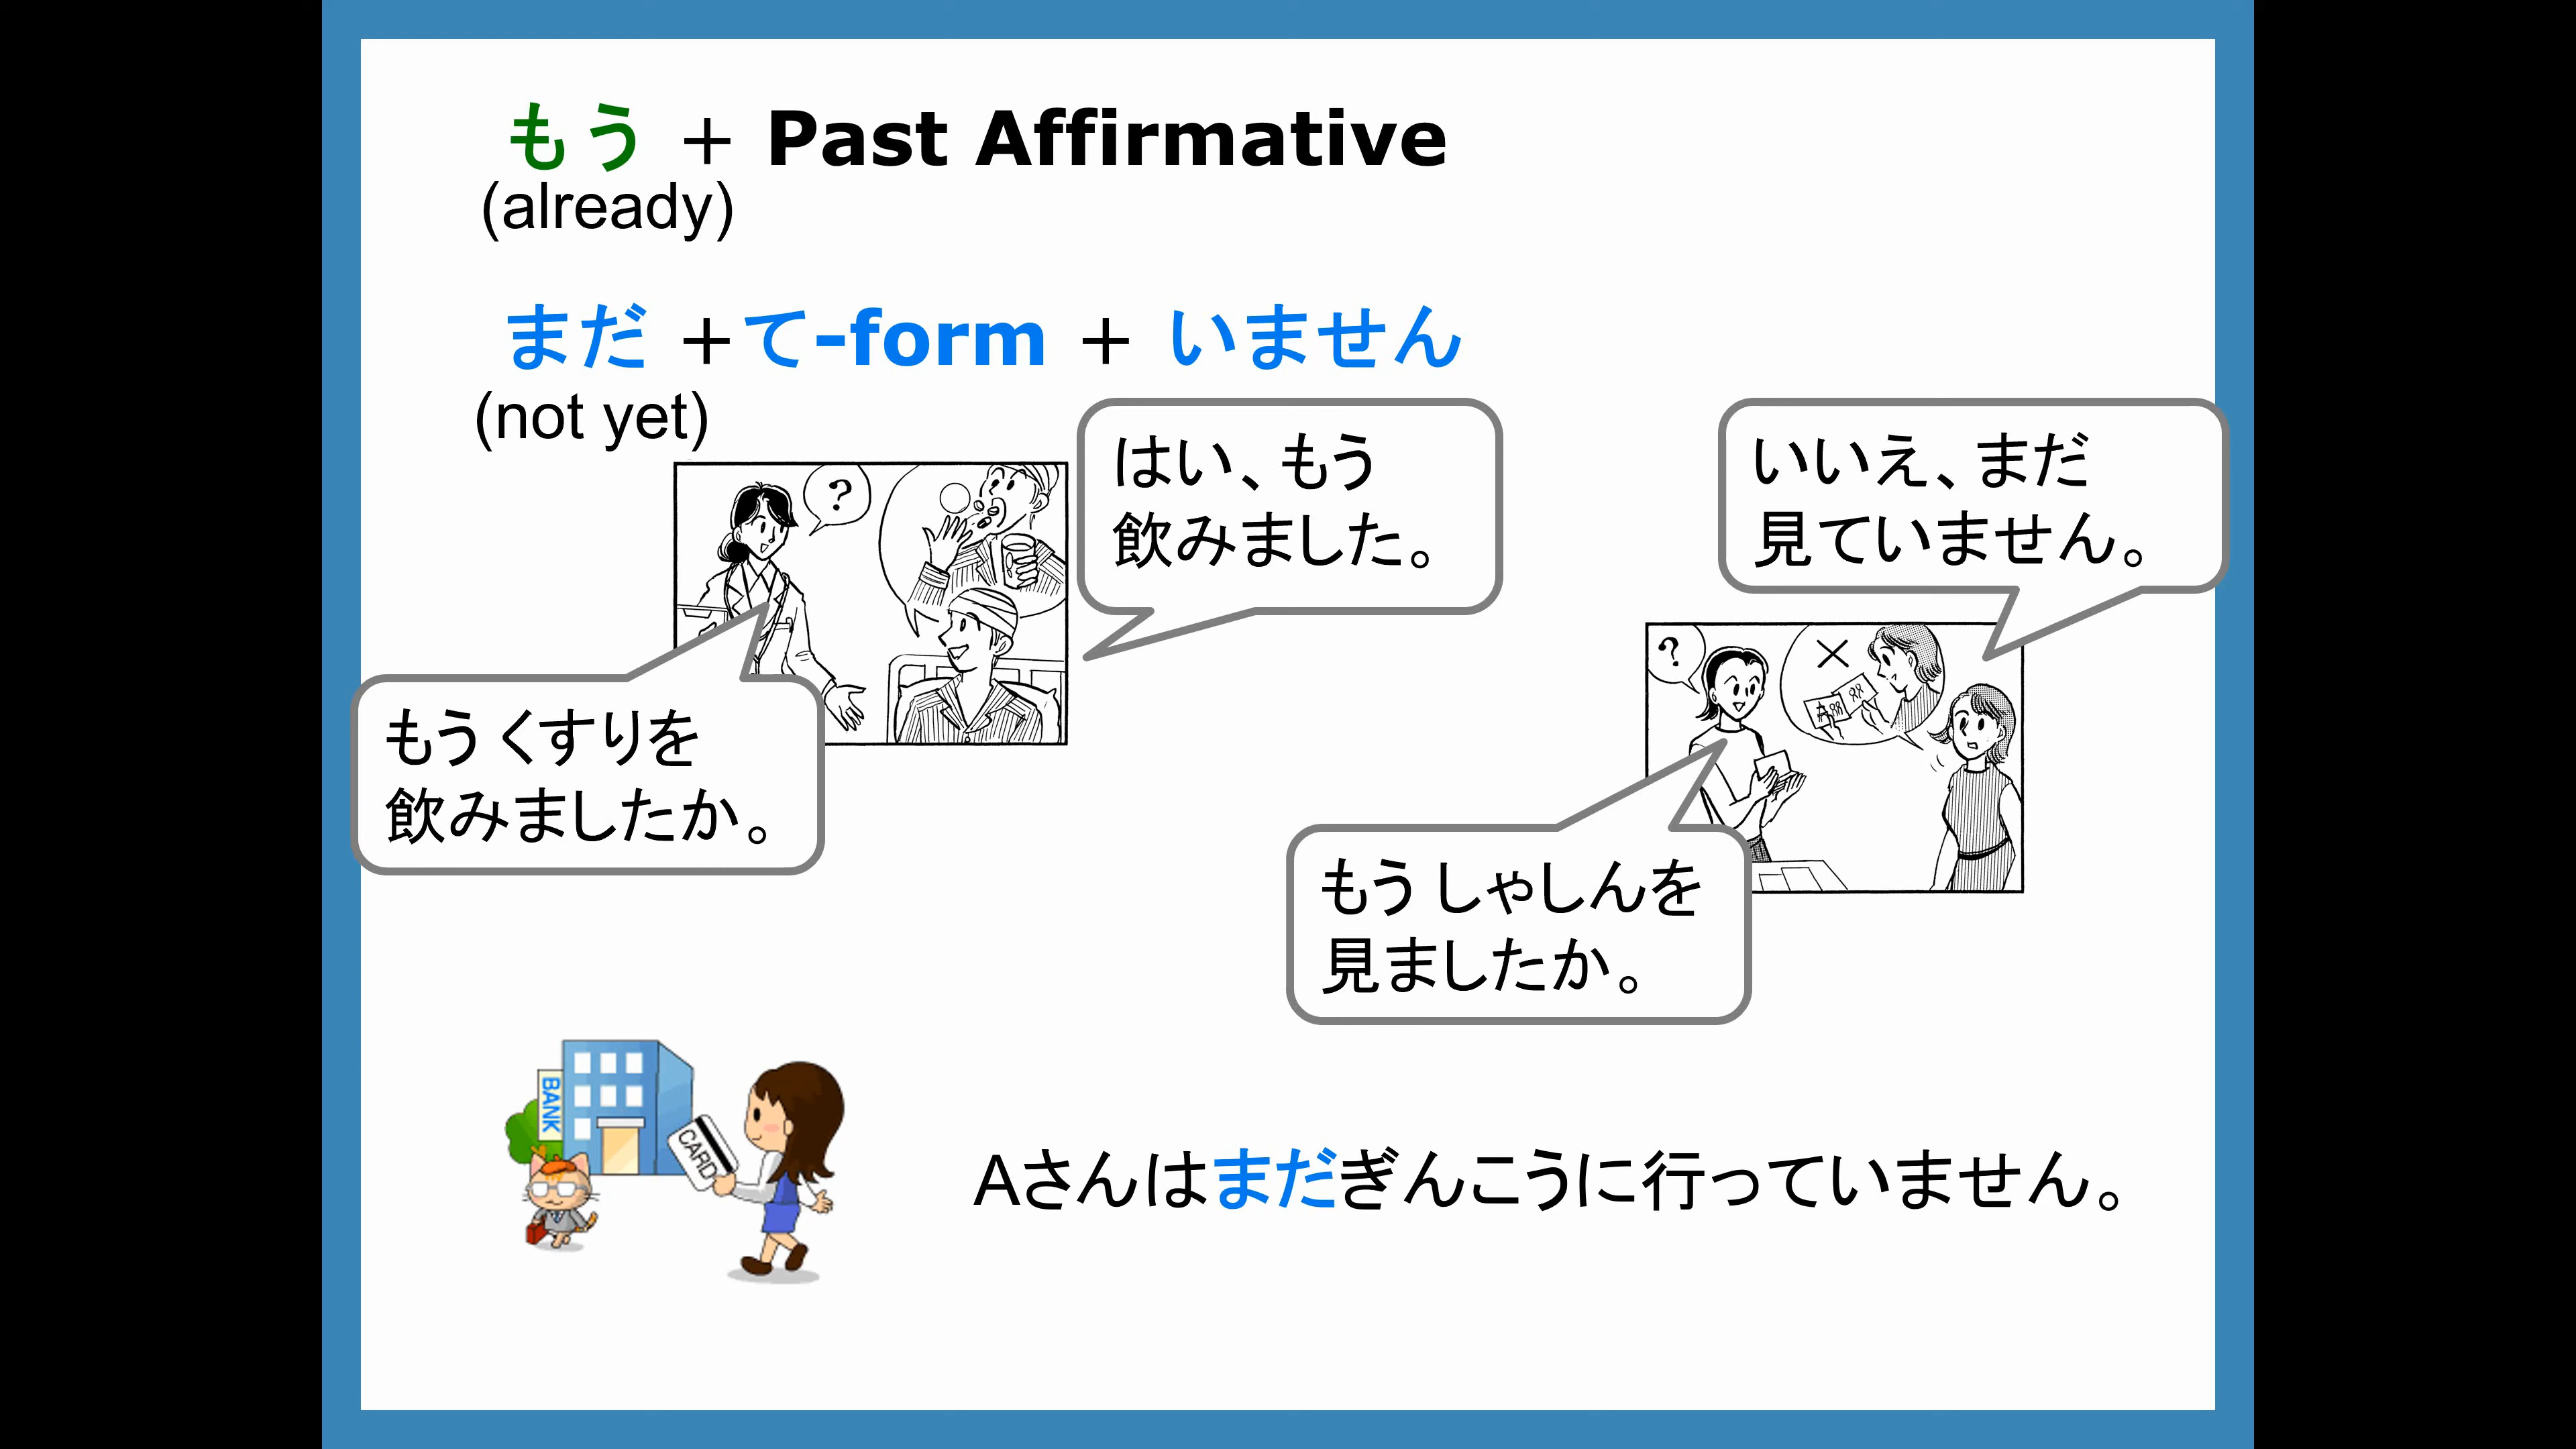 もう + Past Affirmative
(already)
まだ +て-form + いません
(not yet)
はい、もう
飲みました。
?
もう くすりを
飲みましたか。
いいえ、まだ
見ていません。
?
もう しゃしんを
見ましたか。
BANK
CARD
Aさんはまだぎんこうに行っていません。